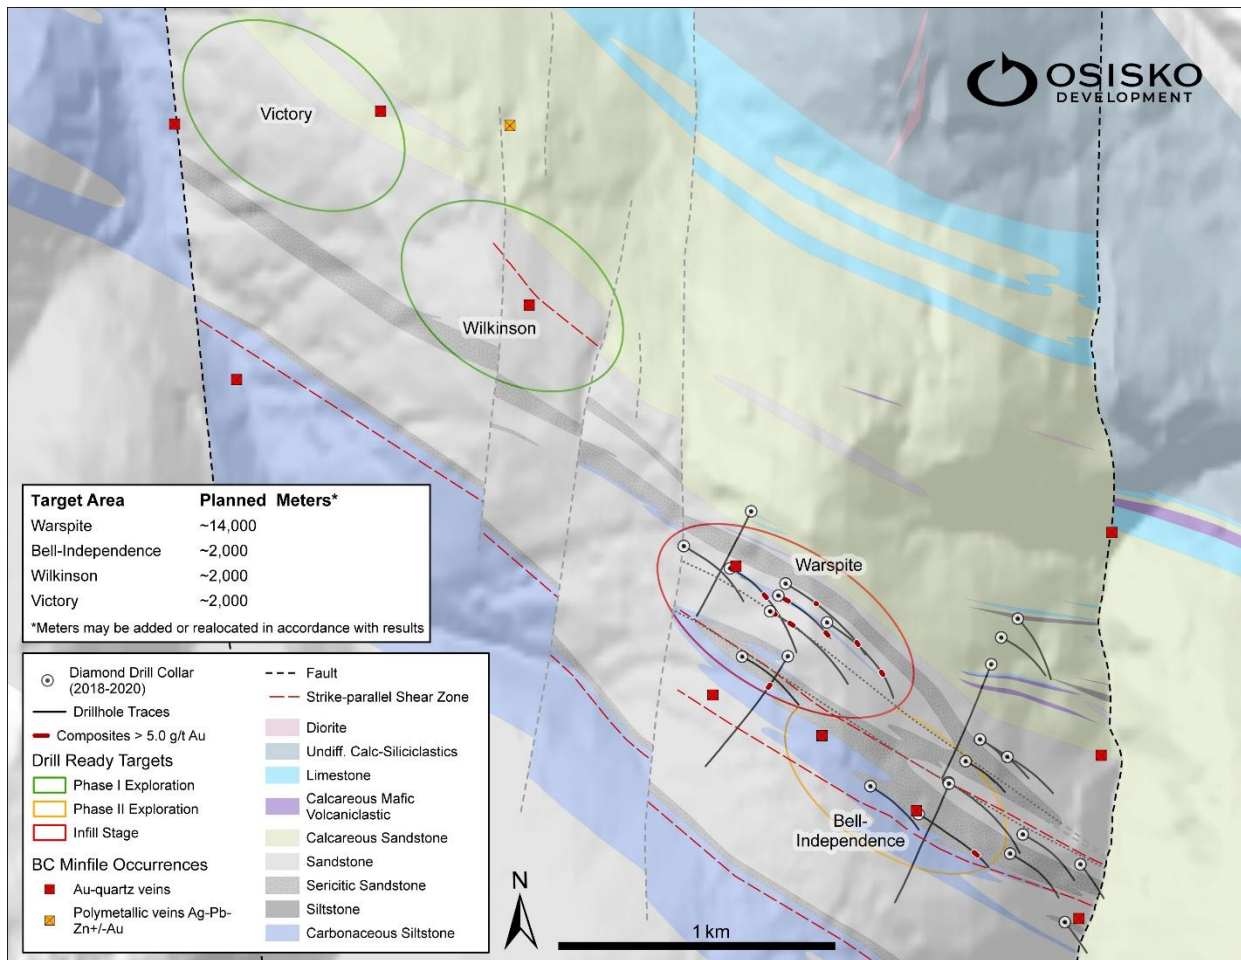 OSISKO
DEVELOPMENT
Victory
Wilkinson
Warspite
Bell-
Independence
Target Area Planned Meters*
Warspite ~14,000
Bell-Independence ~2,000
Wilkinson ~2,000
Victory ~2,000
*Meters may be added or realocated in accordance with results
Diamond Drill Collar
(2018-2020)
Drillhole Traces
Composites > 5.0 g/t Au
Drill Ready Targets
Phase I Exploration
Phase II Exploration
Infill Stage
BC Minfile Occurrences
Au-quartz veins
Polymetallic veins Ag-Pb-
Zn+/-Au
Fault
Strike-parallel Shear Zone
Diorite
Undiff. Calc-Siliciclastics
Limestone
Calcareous Mafic
Volcaniclastic
Calcareous Sandstone
Sandstone
Sericitic Sandstone
Siltstone
Carbonaceous Siltstone
N
1 km